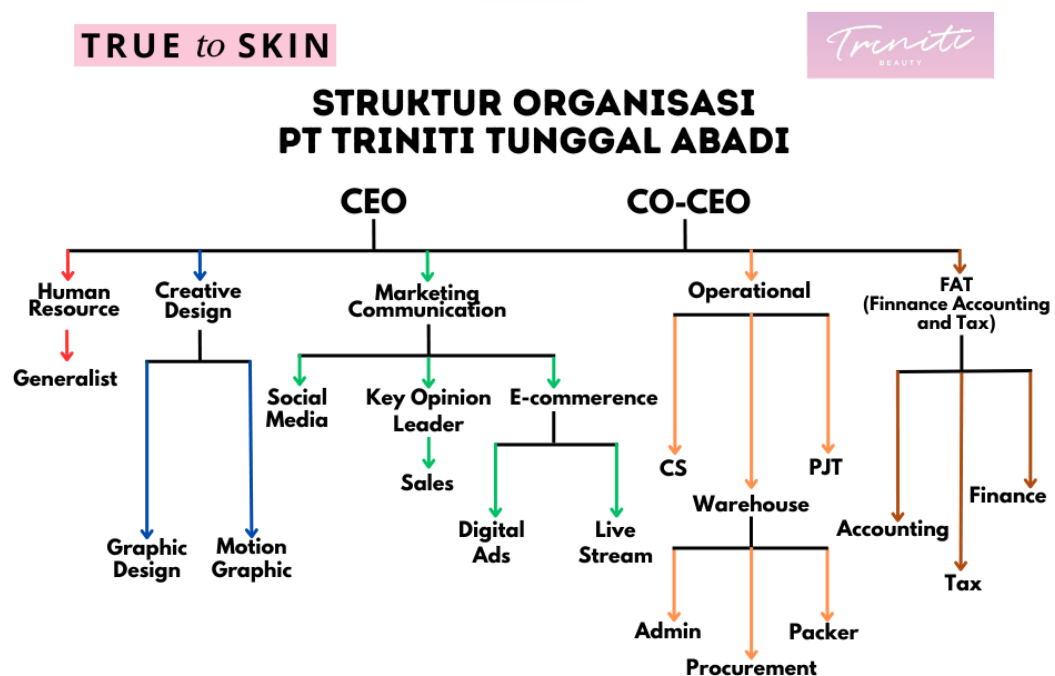 TRUE to SKIN
Triniti
BEAUTY
STRUKTUR ORGANISASI
PT TRINITI TUNGGAL ABADI
CEO
CO-CEO
Human
Resource
Creative
Design
Marketing
Communication
Operational
FAT
(Finnance Accounting
and Tax)
Generalist
Social
Media
Key Opinion
Leader
E-commerence
Sales
CS
PJT
Warehouse
Finance
Accounting
Digital
Ads
Live
Stream
Graphic
Design
Motion
Graphic
Tax
Admin
Packer
Procurement